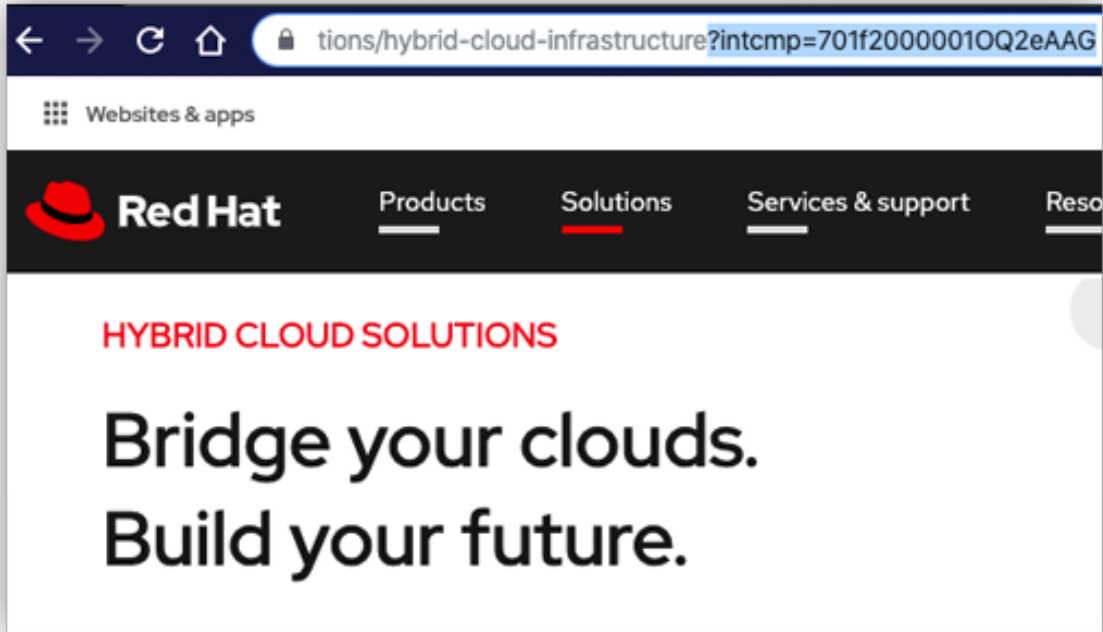 tions/hybrid-cloud-infrastructure?intcmp=701f2000001OQ2eAAG
Websites & apps
Red Hat Products Solutions Services & support Reso
HYBRID CLOUD SOLUTIONS
Bridge your clouds.
Build your future.